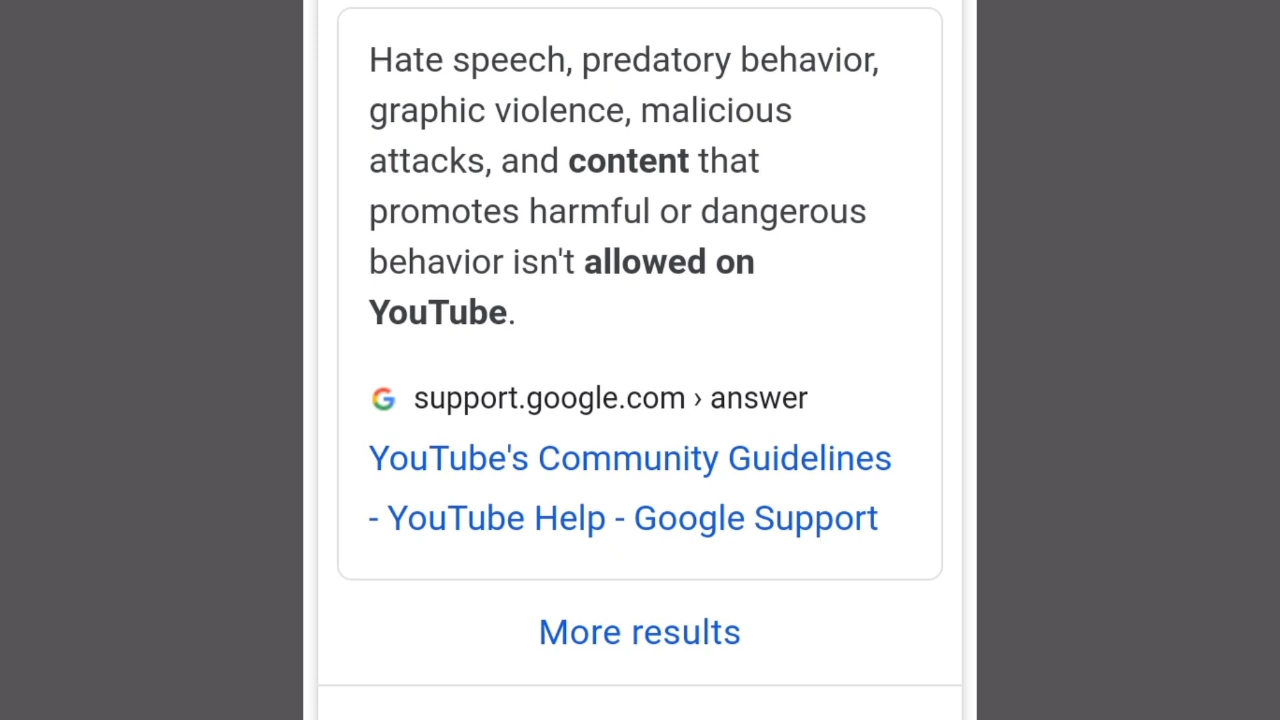 Hate speech, predatory behavior,
graphic violence, malicious
attacks, and content that
promotes harmful or dangerous
behavior isn't allowed on
YouTube.
support.google.com › answer
YouTube's Community Guidelines
- YouTube Help - Google Support
More results